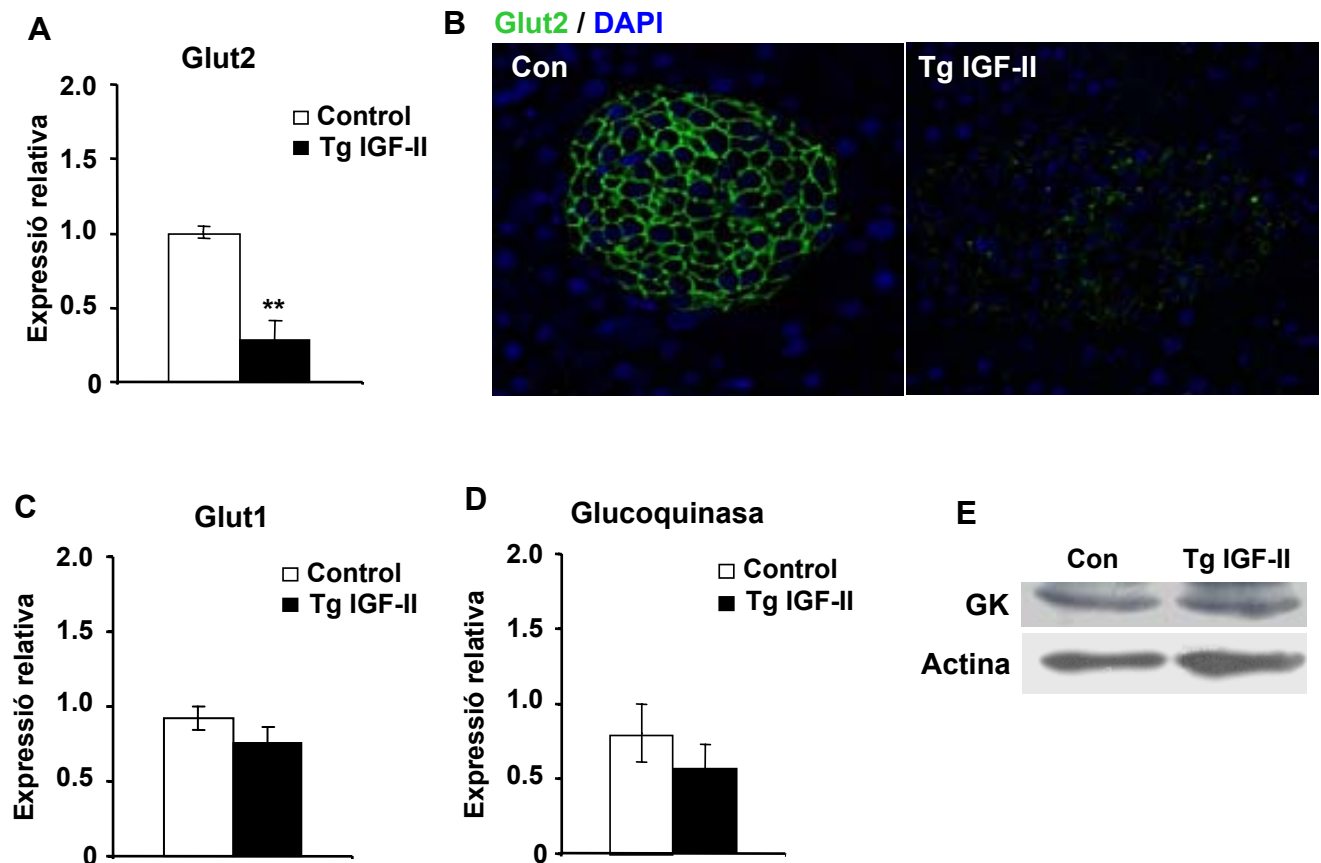 A
Glut2
Expressió relativa
2.0
1.5
1.0
0.5
0
Control
Tg IGF-II
**
B
Glut2 / DAPI
Con
Tg IGF-II
C
Glut1
Expressió relativa
2.0
1.5
1.0
0.5
0
Control
Tg IGF-II
D
Glucoquinasa
Expressió relativa
2.0
1.5
1.0
0.5
0
Control
Tg IGF-II
E
Con Tg IGF-II
GK
Actina